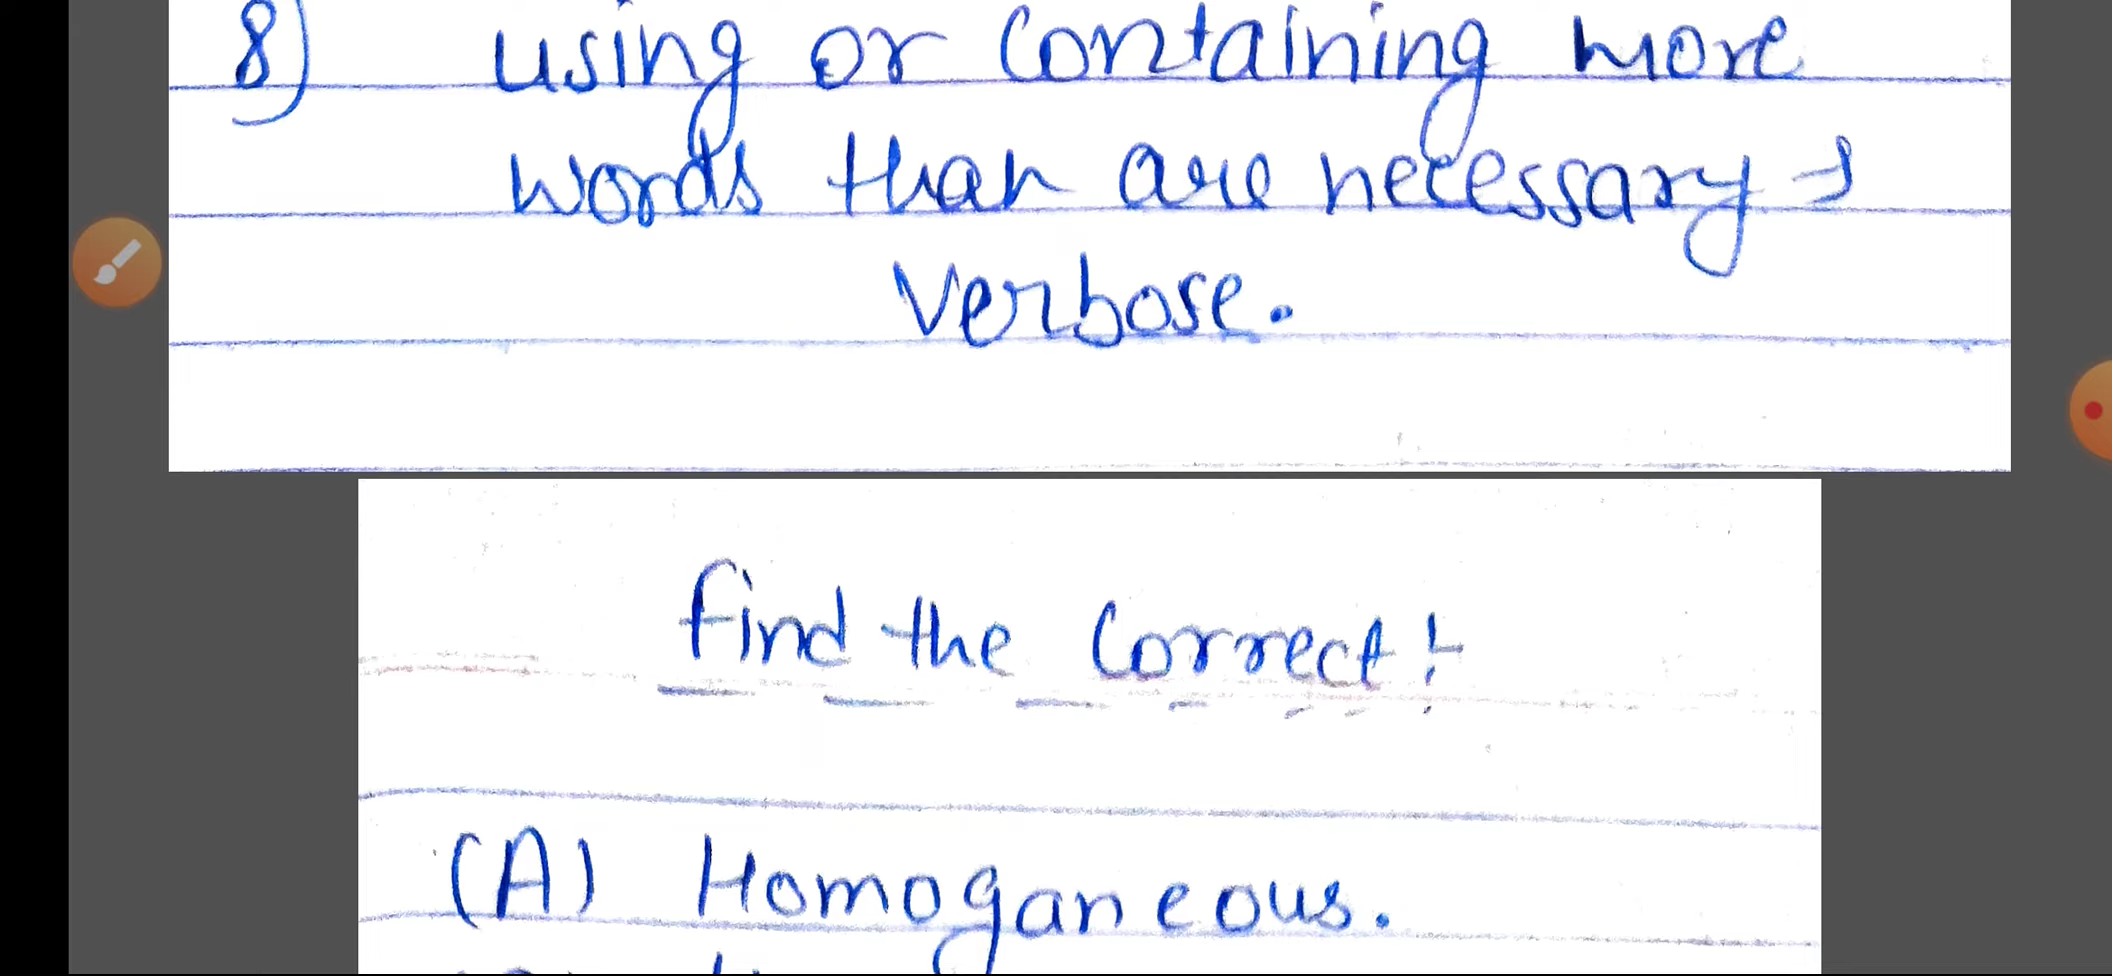 8) using or containing more
words than are necessary →
verbose.
find the correct :-
(A) Homoganeous.